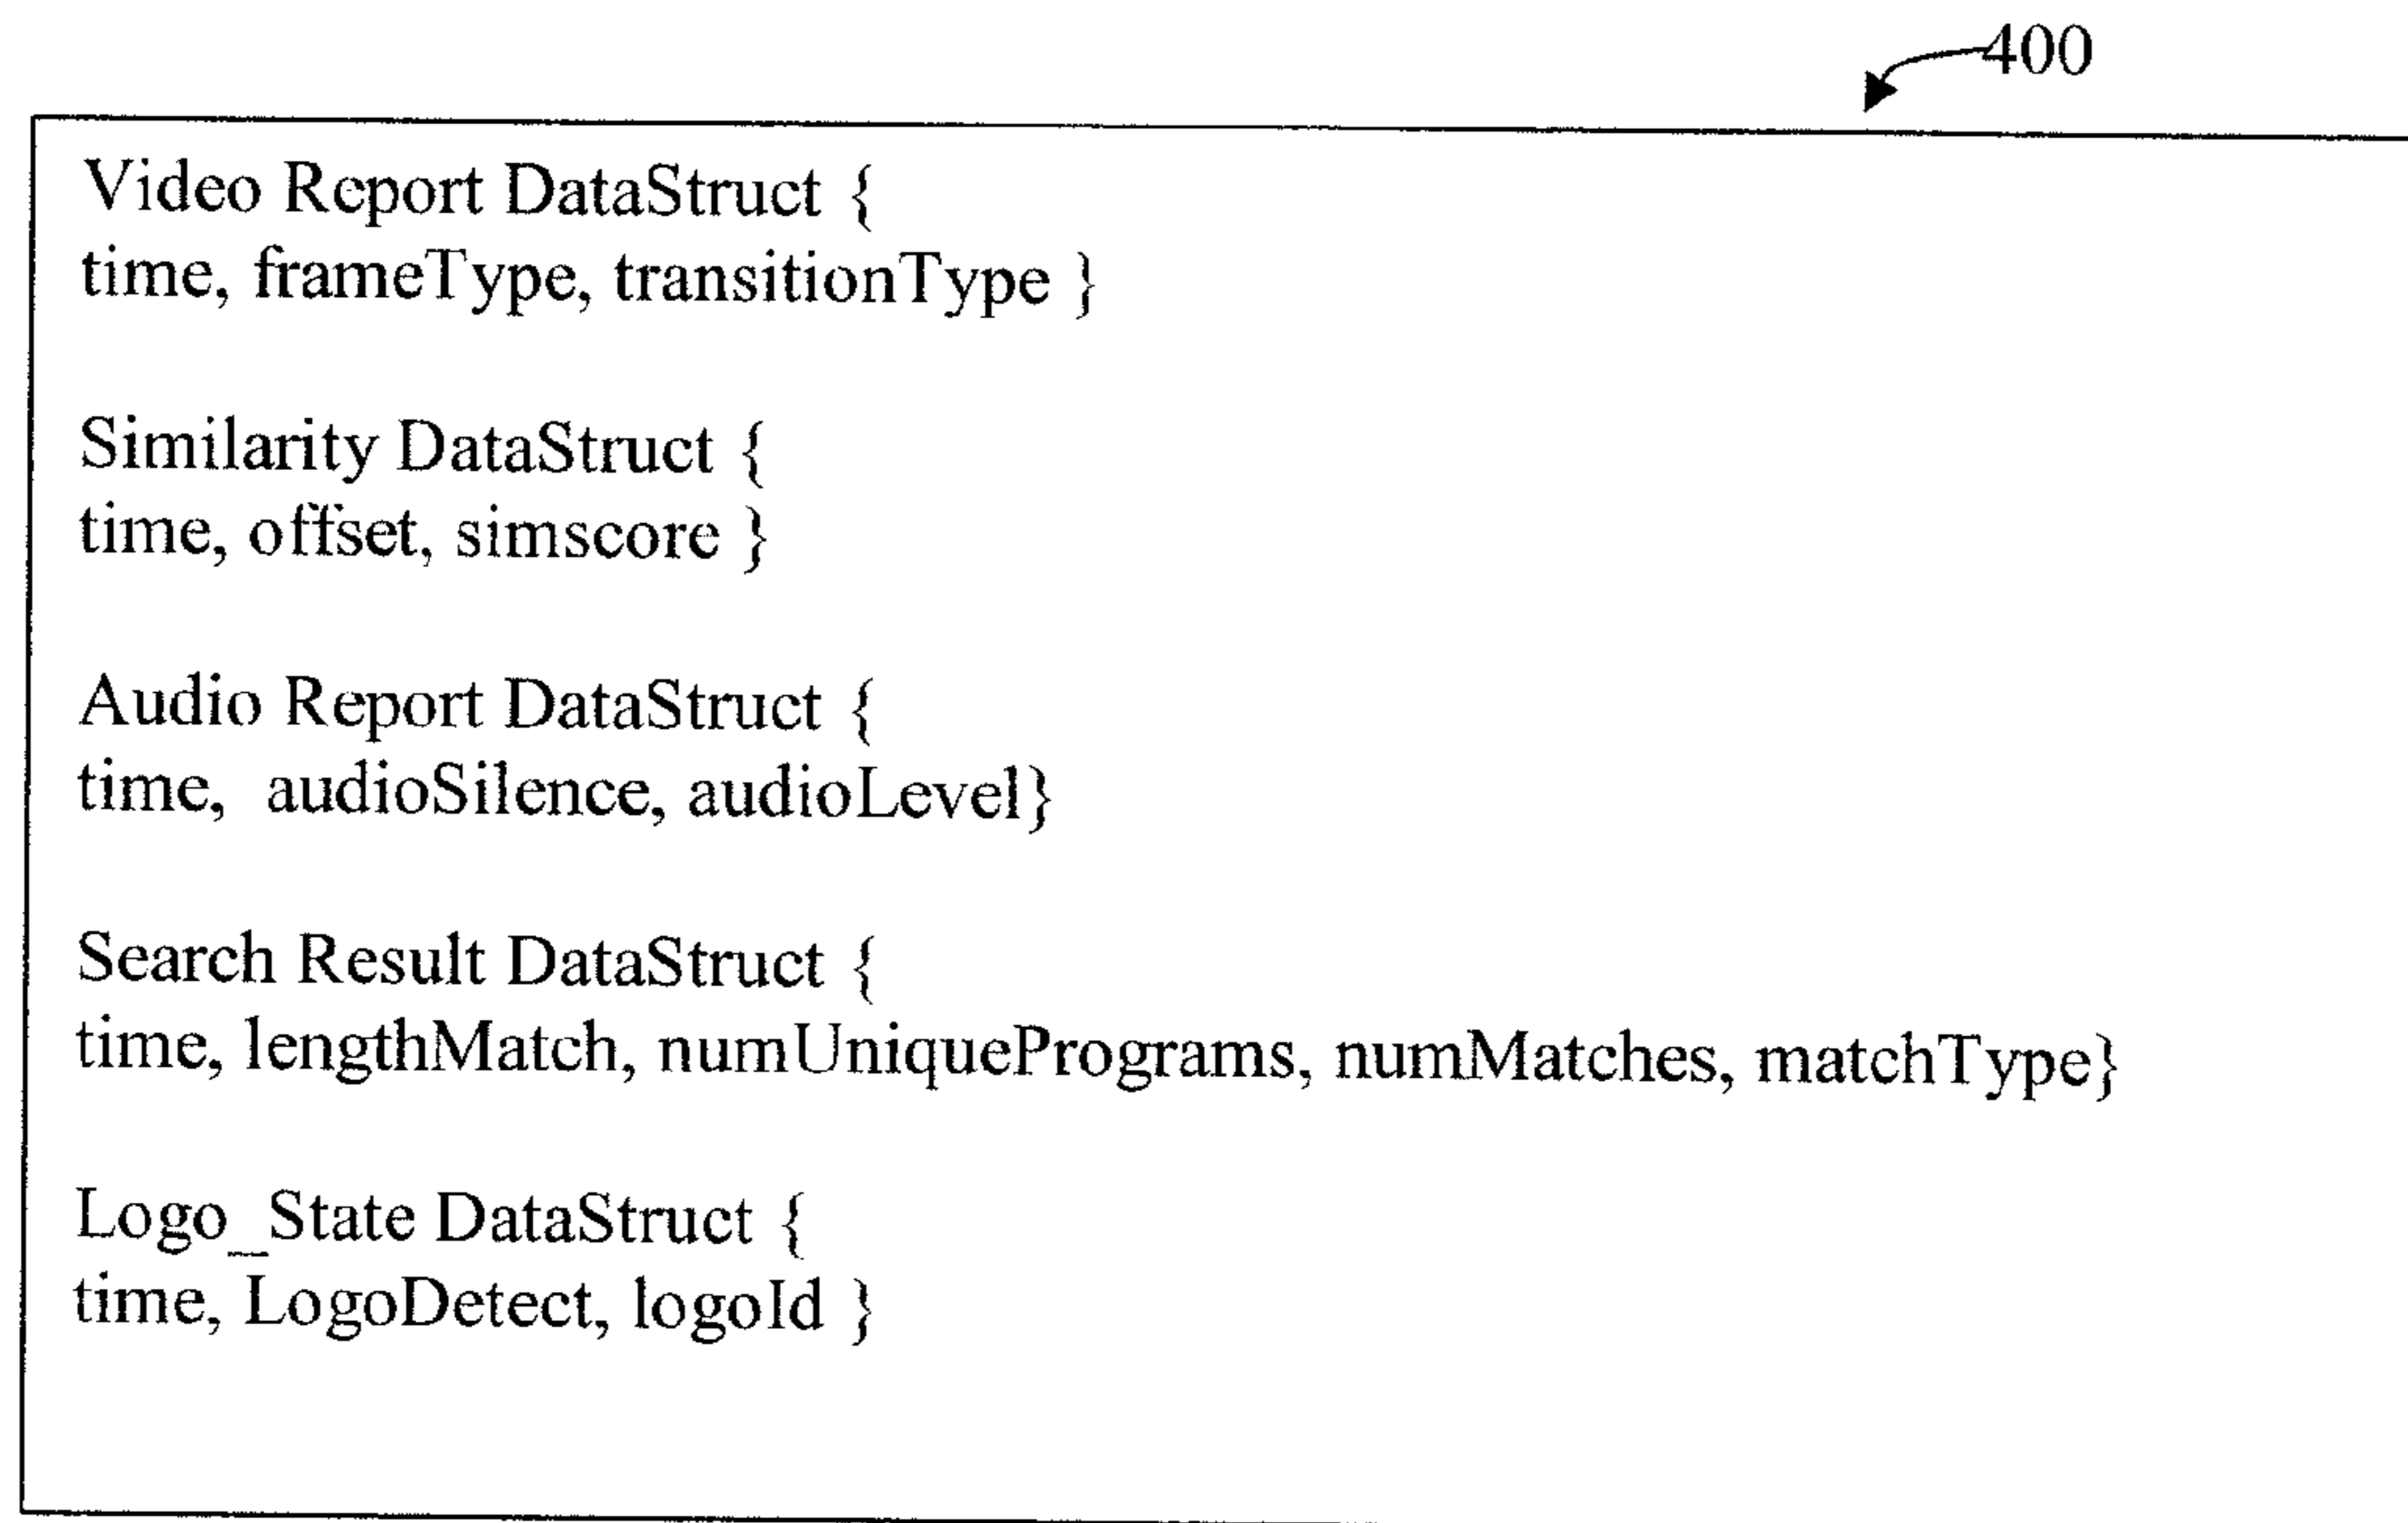 400
Video Report DataStruct {
time, frameType, transitionType }
Similarity DataStruct {
time, offset, simscore }
Audio Report DataStruct {
time, audioSilence, audioLevel}
Search Result DataStruct {
time, lengthMatch, numUniquePrograms, numMatches, matchType}
Logo_State DataStruct {
time, LogoDetect, logoId }